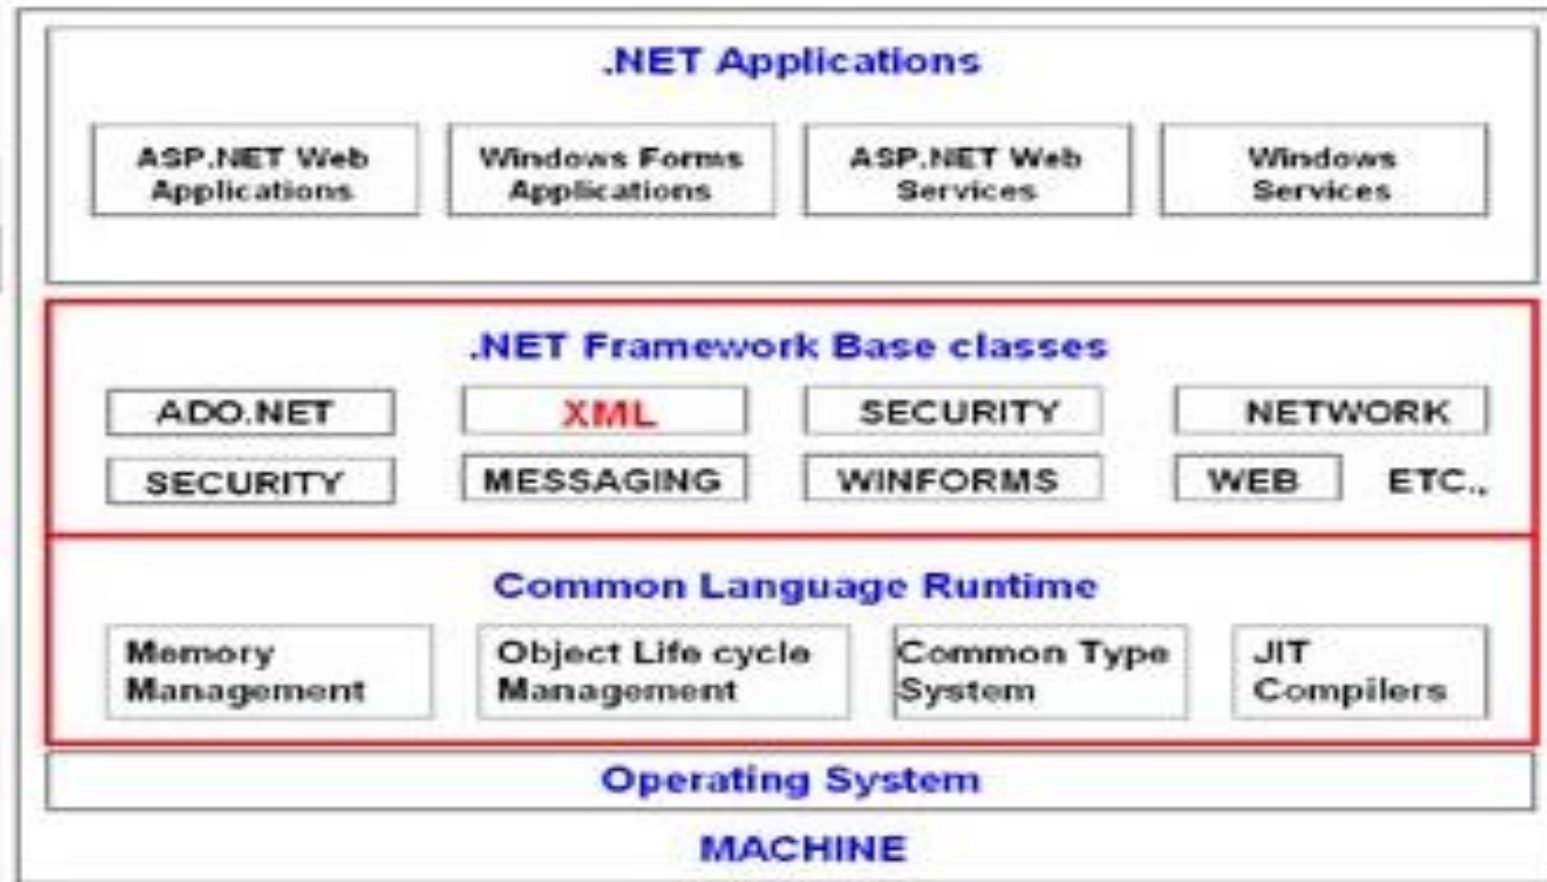 .NET Applications
ASP.NET Web Applications
Windows Forms Applications
ASP.NET Web Services
Windows Services
.NET Framework Base classes
ADO.NET
XML
SECURITY
NETWORK
SECURITY
MESSAGING
WINFORMS
WEB
ETC.,
Common Language Runtime
Memory Management
Object Life cycle Management
Common Type System
JIT Compilers
Operating System
MACHINE